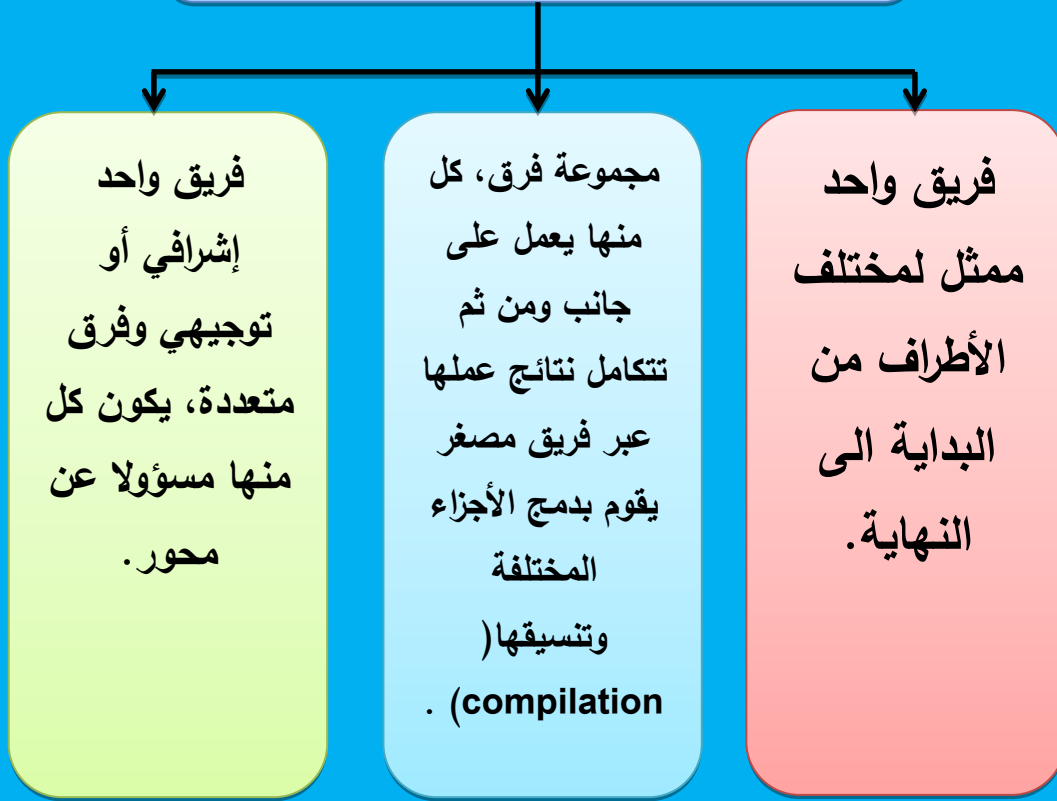 فريق واحد
ممثل لمختلف
الأطراف من
البداية الى
النهاية.
مجموعة فرق، كل
منها يعمل على
جانب ومن ثم
تتكامل نتائج عملها
عبر فريق مصغر
يقوم بدمج الأجزاء
المختلفة
وتنسيقها(
compilation) .
فريق واحد
إشرافي أو
توجيهي وفرق
متعددة، يكون كل
منها مسؤولا عن
محور.